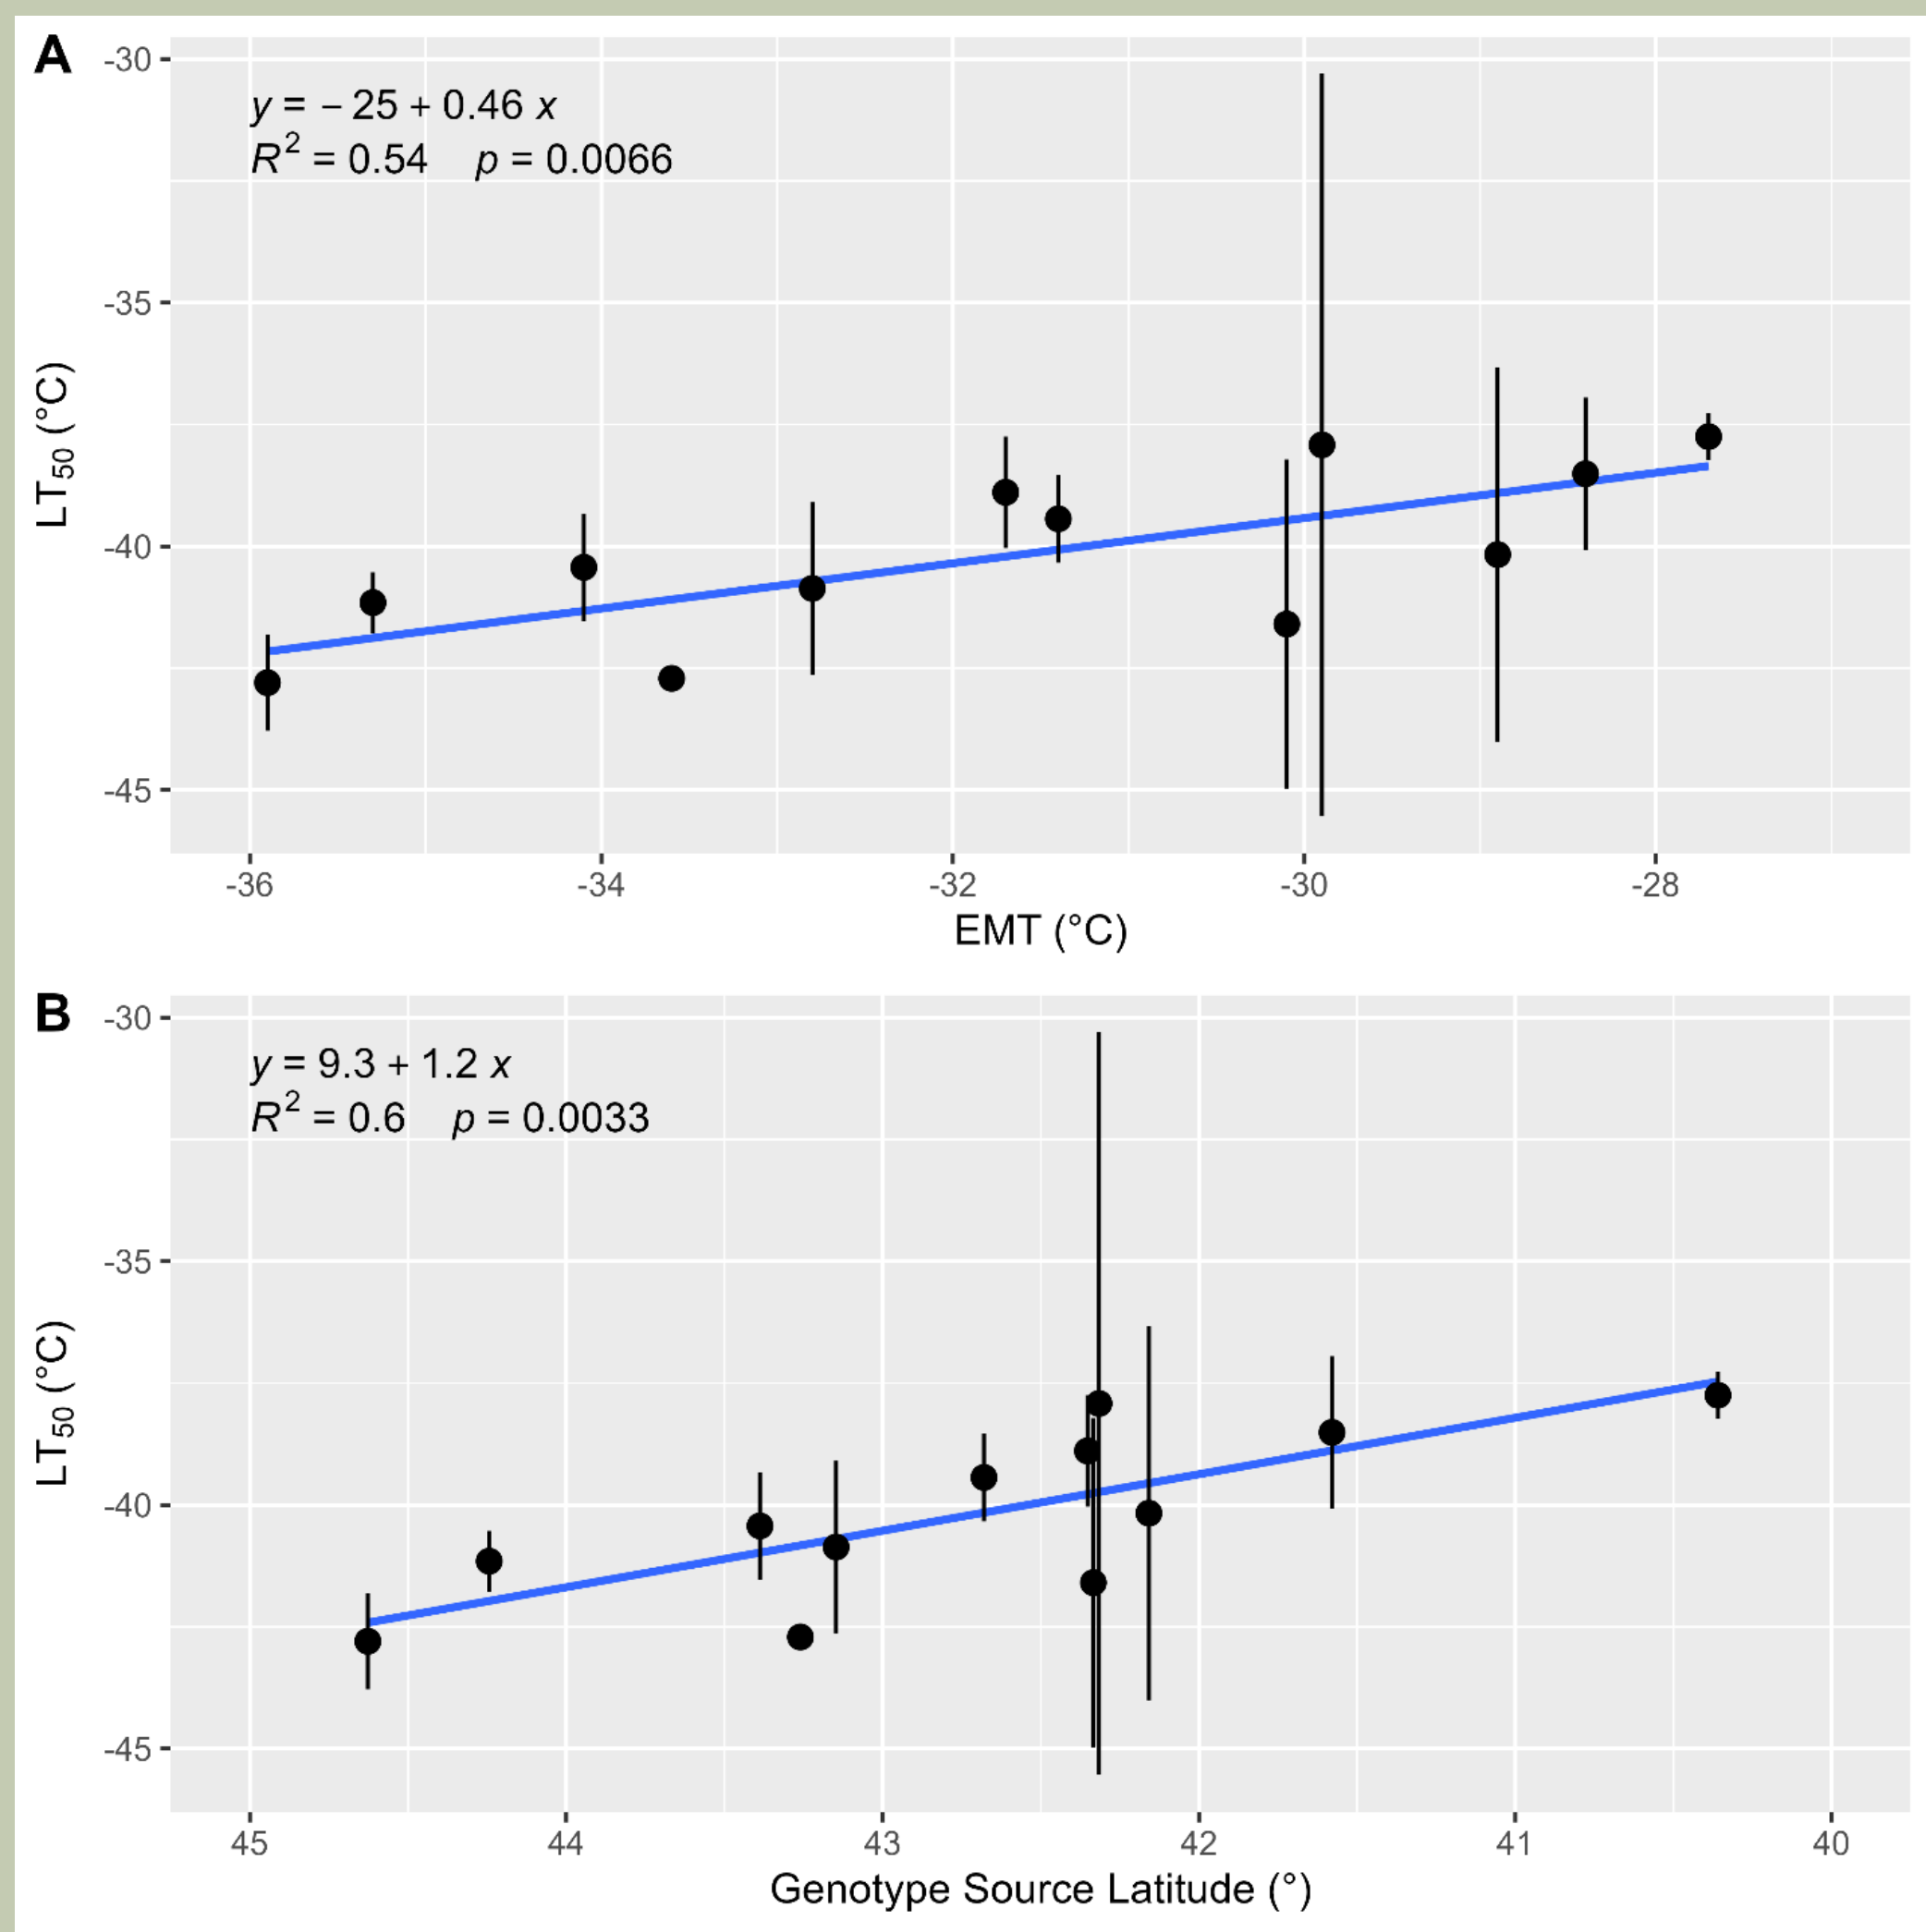 A
-30
-35
-40
-45
y = − 25 + 0.46 x
R² = 0.54 p = 0.0066
LT₅₀ (°C)
-36 -34 -32 -30 -28
EMT (°C)
B
-30
-35
-40
-45
y = 9.3 + 1.2 x
R² = 0.6 p = 0.0033
LT₅₀ (°C)
45 44 43 42 41 40
Genotype Source Latitude (°)